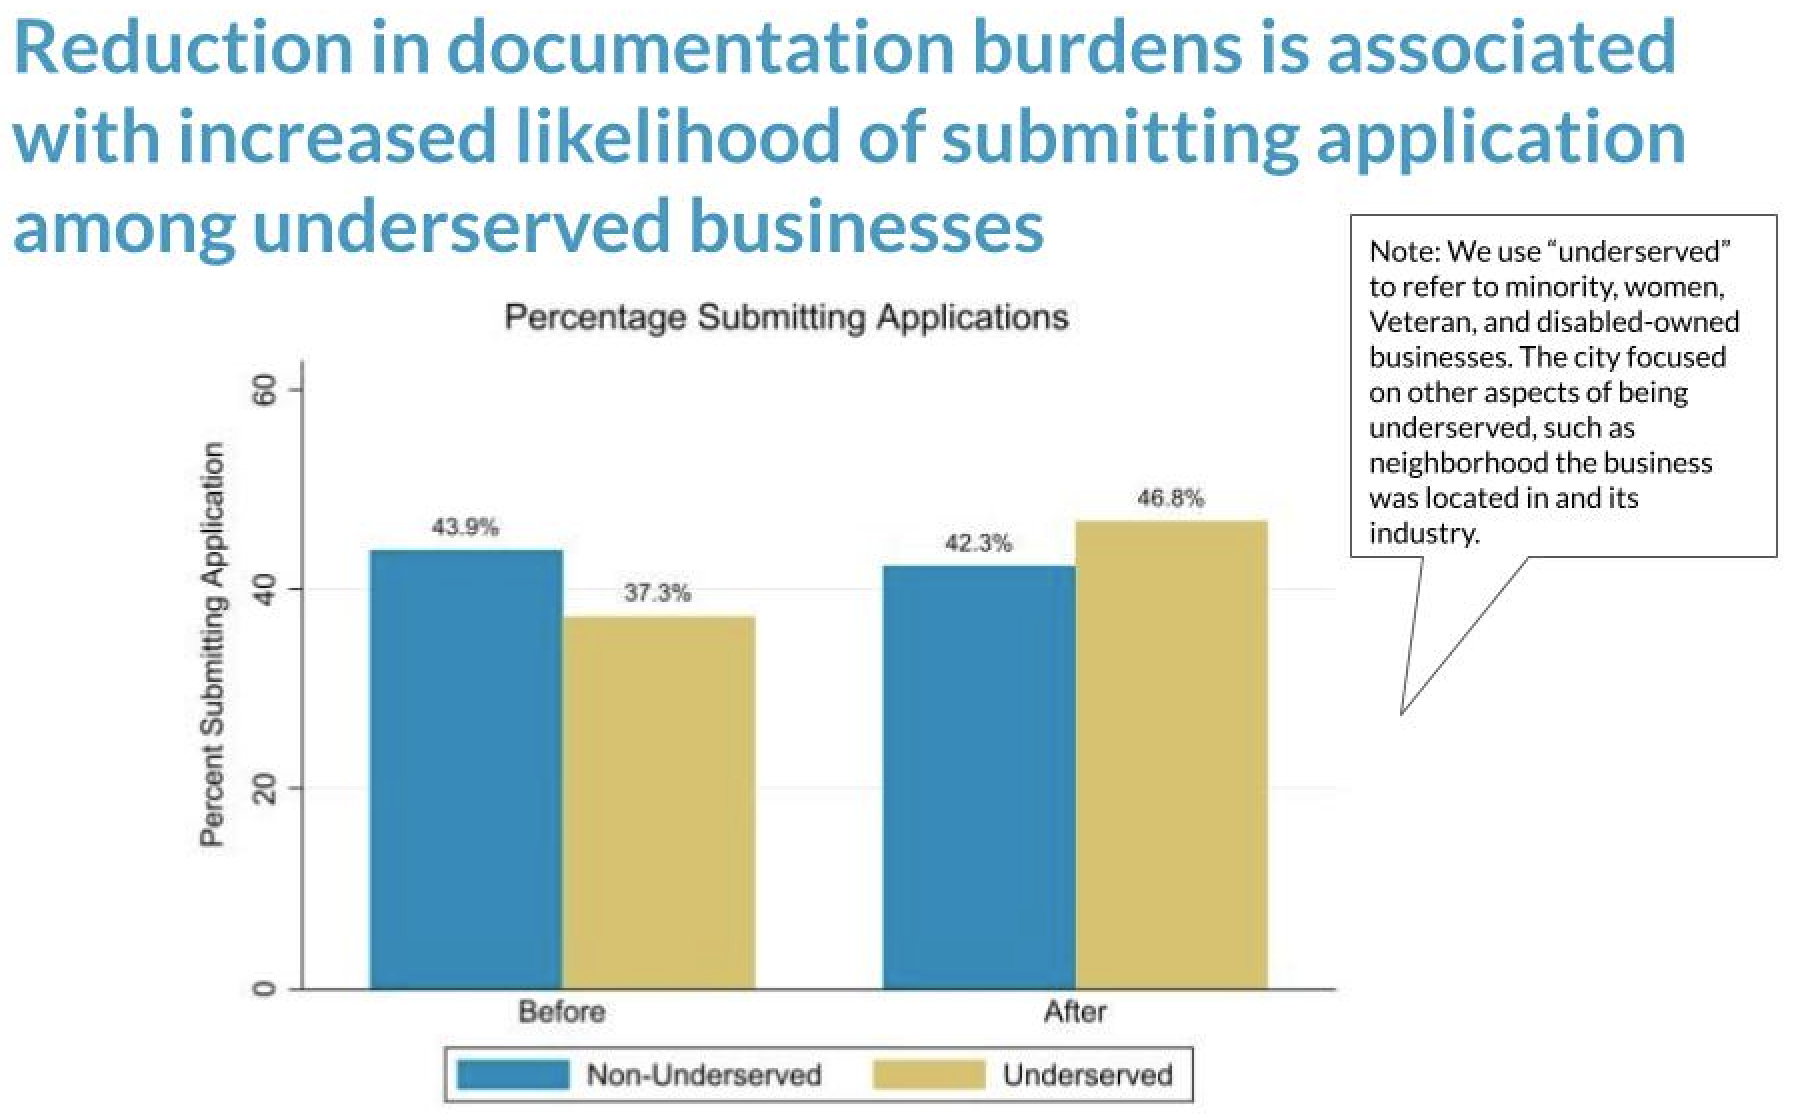 Reduction in documentation burdens is associated
with increased likelihood of submitting application
among underserved businesses
Note: We use “underserved”
to refer to minority, women,
Veteran, and disabled-owned
businesses. The city focused
on other aspects of being
underserved, such as
neighborhood the business
was located in and its
industry.
Percentage Submitting Applications
Percent Submitting Application
60
40
20
0
43.9%
37.3%
42.3%
46.8%
Before
After
Non-Underserved
Underserved